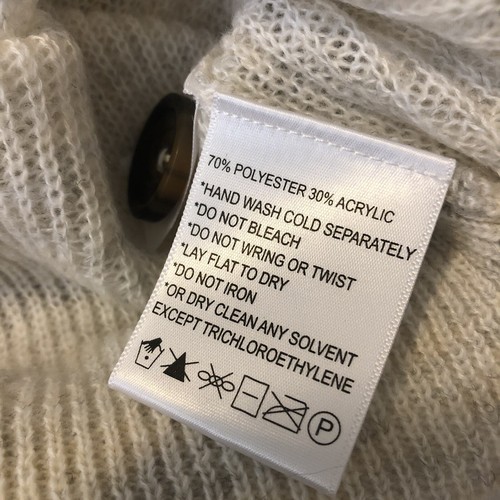 70% POLYESTER 30% ACRYLIC
*HAND WASH COLD SEPARATELY
*DO NOT BLEACH
*DO NOT WRING OR TWIST
*LAY FLAT TO DRY
*DO NOT IRON
*OR DRY CLEAN ANY SOLVENT
EXCEPT TRICHLOROETHYLENE
P